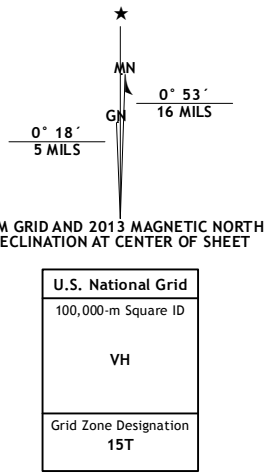 ★
MN
0° 53´
16 MILS
GN
0° 18´
5 MILS
M GRID AND 2013 MAGNETIC NORTH
ECLINATION AT CENTER OF SHEET
U.S. National Grid
100,000-m Square ID
VH
Grid Zone Designation
15T